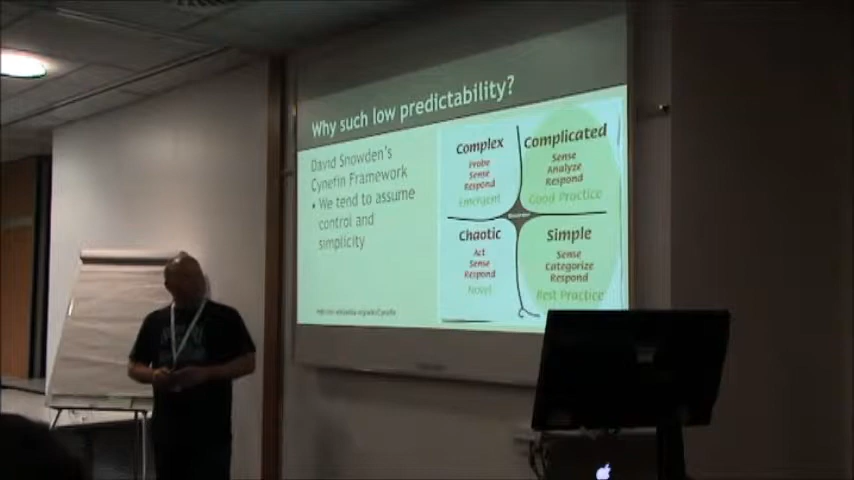 Why such low predictability?
David Snowden's
Cynefin Framework
• We tend to assume
control and
simplicity
Complex
Probe
Sense
Respond
Emergent
Complicated
Sense
Analyze
Respond
Good Practice
Disorder
Chaotic
Act
Sense
Respond
Novel
Simple
Sense
Categorize
Respond
Best Practice